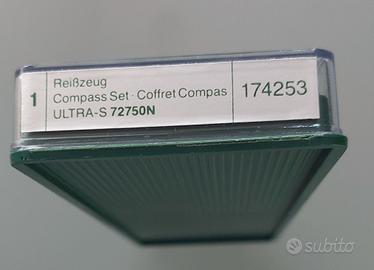 1
Reißzeug
Compass Set · Coffret Compas
ULTRA-S 72750N
174253
subito